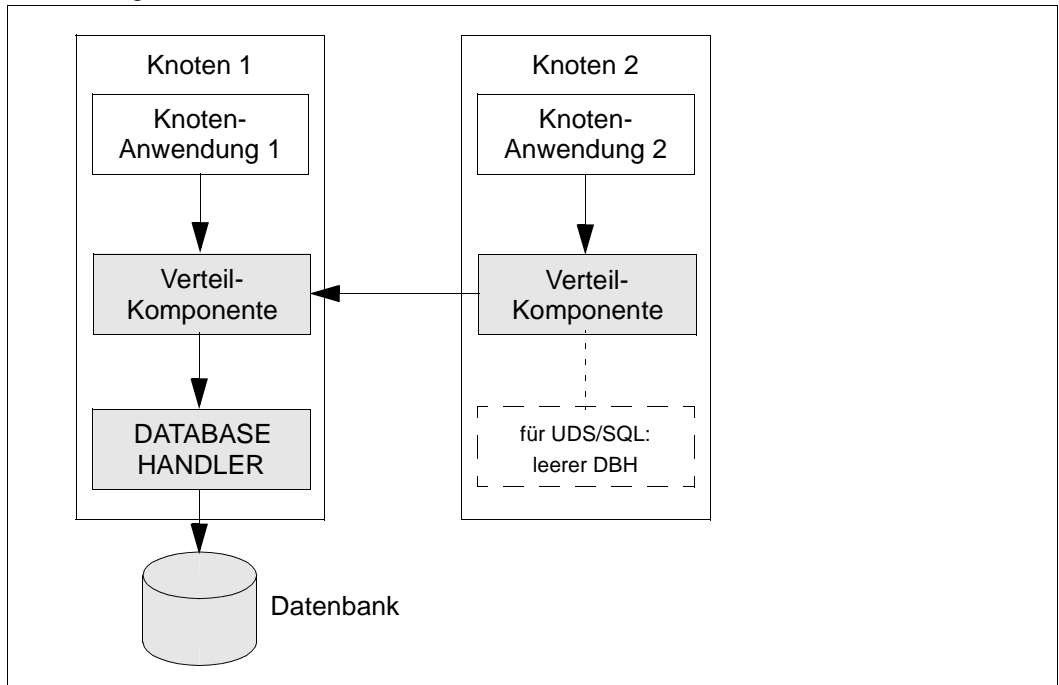 Knoten 1
Knoten-
Anwendung 1
Verteil-
Komponente
DATABASE
HANDLER
Datenbank
Knoten 2
Knoten-
Anwendung 2
Verteil-
Komponente
für UDS/SQL:
leerer DBH